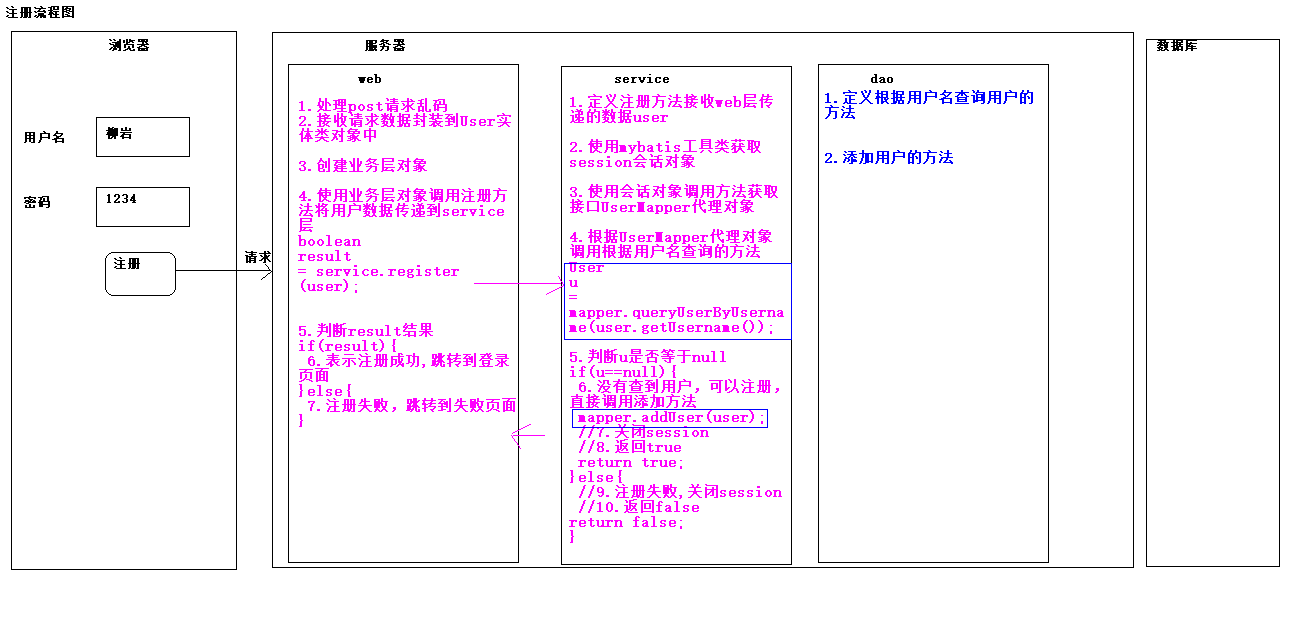 注册流程图
浏览器
用户名
柳岩
密码
1234
注册
请求
服务器
web
1.处理post请求乱码
2.接收请求数据封装到User实
体类对象中
3.创建业务层对象
4.使用业务层对象调用注册方
法将用户数据传递到service
层
boolean
result
= service.register
(user);
5.判断result结果
if(result){
6.表示注册成功,跳转到登录
页面
}else{
7.注册失败，跳转到失败页面
}
service
1.定义注册方法接收web层传
递的数据user
2.使用mybatis工具类获取
session会话对象
3.使用会话对象调用方法获取
接口UserMapper代理对象
4.根据UserMapper代理对象
调用根据用户名查询的方法
User
u
=
mapper.queryUserByUserna
me(user.getUsername());
5.判断u是否等于null
if(u==null){
6.没有查到用户，可以注册，
直接调用添加方法
mapper.addUser(user);
//7.关闭session
//8.返回true
return true;
}else{
//9.注册失败,关闭session
//10.返回false
return false;
}
dao
1.定义根据用户名查询用户的
方法
2.添加用户的方法
数据库